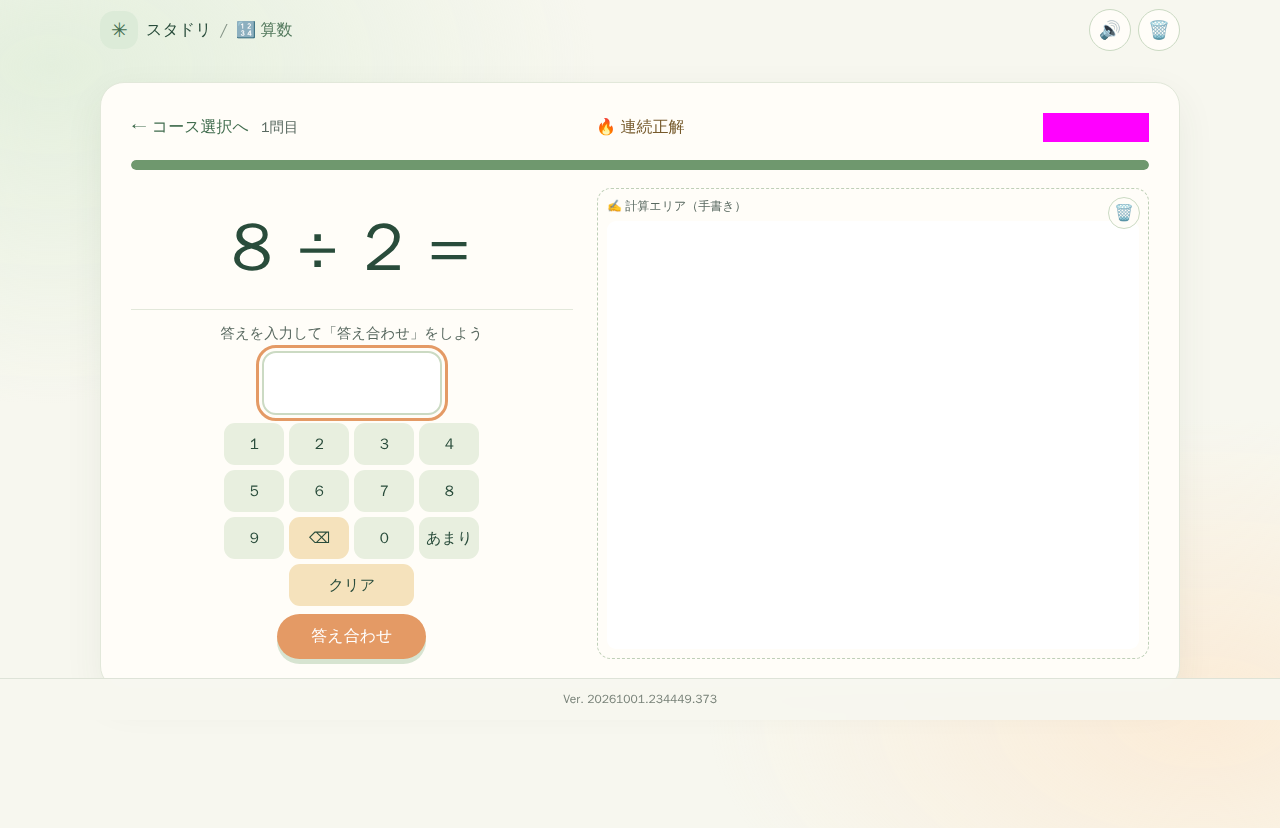 スタドリ / 🔢 算数
← コース選択へ 1問目
🔥 連続正解
8 ÷ 2 =
答えを入力して「答え合わせ」をしよう
1 2 3 4
5 6 7 8
9 ⌫ 0 あまり
クリア
答え合わせ
✍️ 計算エリア（手書き）
Ver. 20261001.234449.373